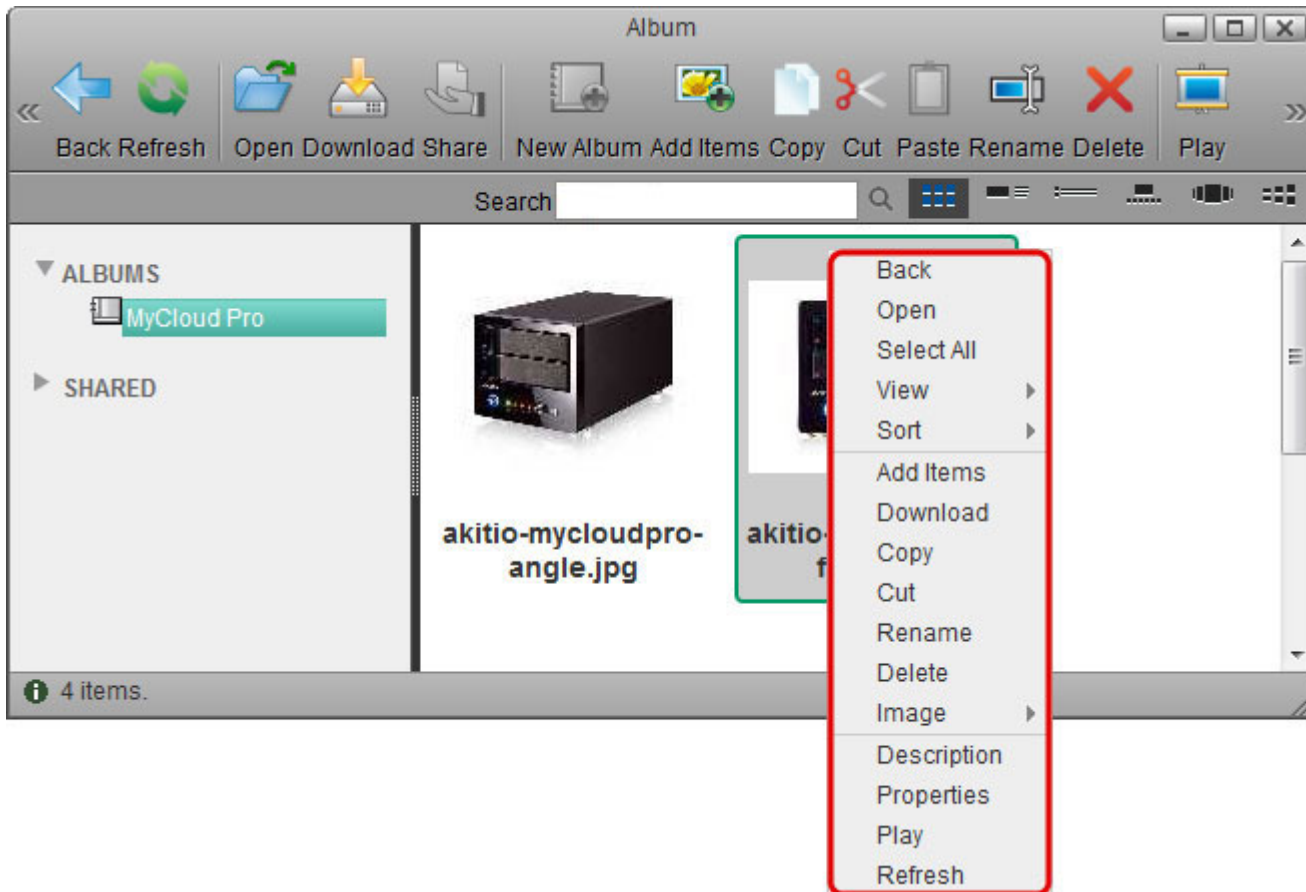 Album
Back Refresh Open Download Share New Album Add Items Copy Cut Paste Rename Delete Play
Search
ALBUMS
MyCloud Pro
SHARED
akitio-mycloudpro-
angle.jpg
akitio-
f
4 items.
Back
Open
Select All
View
Sort
Add Items
Download
Copy
Cut
Rename
Delete
Image
Description
Properties
Play
Refresh